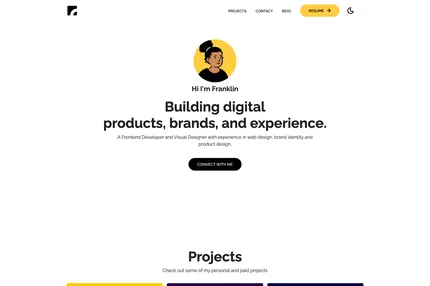 PROJECTS
CONTACT
BLOG
RESUME
Hi I'm Franklin
Building digital
products, brands, and experience.
A Frontend Developer and Visual Designer with experience in web design, brand identity and
product design.
CONNECT WITH ME
Projects
Check out some of my personal and paid projects